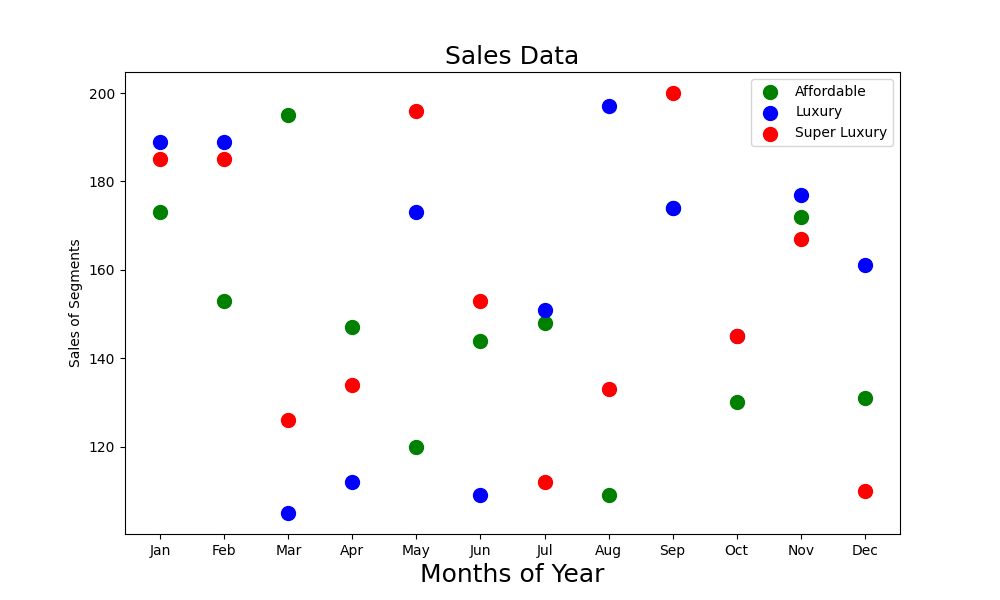 Sales Data
Affordable
Luxury
Super Luxury
Sales of Segments
200
180
160
140
120
Jan Feb Mar Apr May Jun Jul Aug Sep Oct Nov Dec
Months of Year